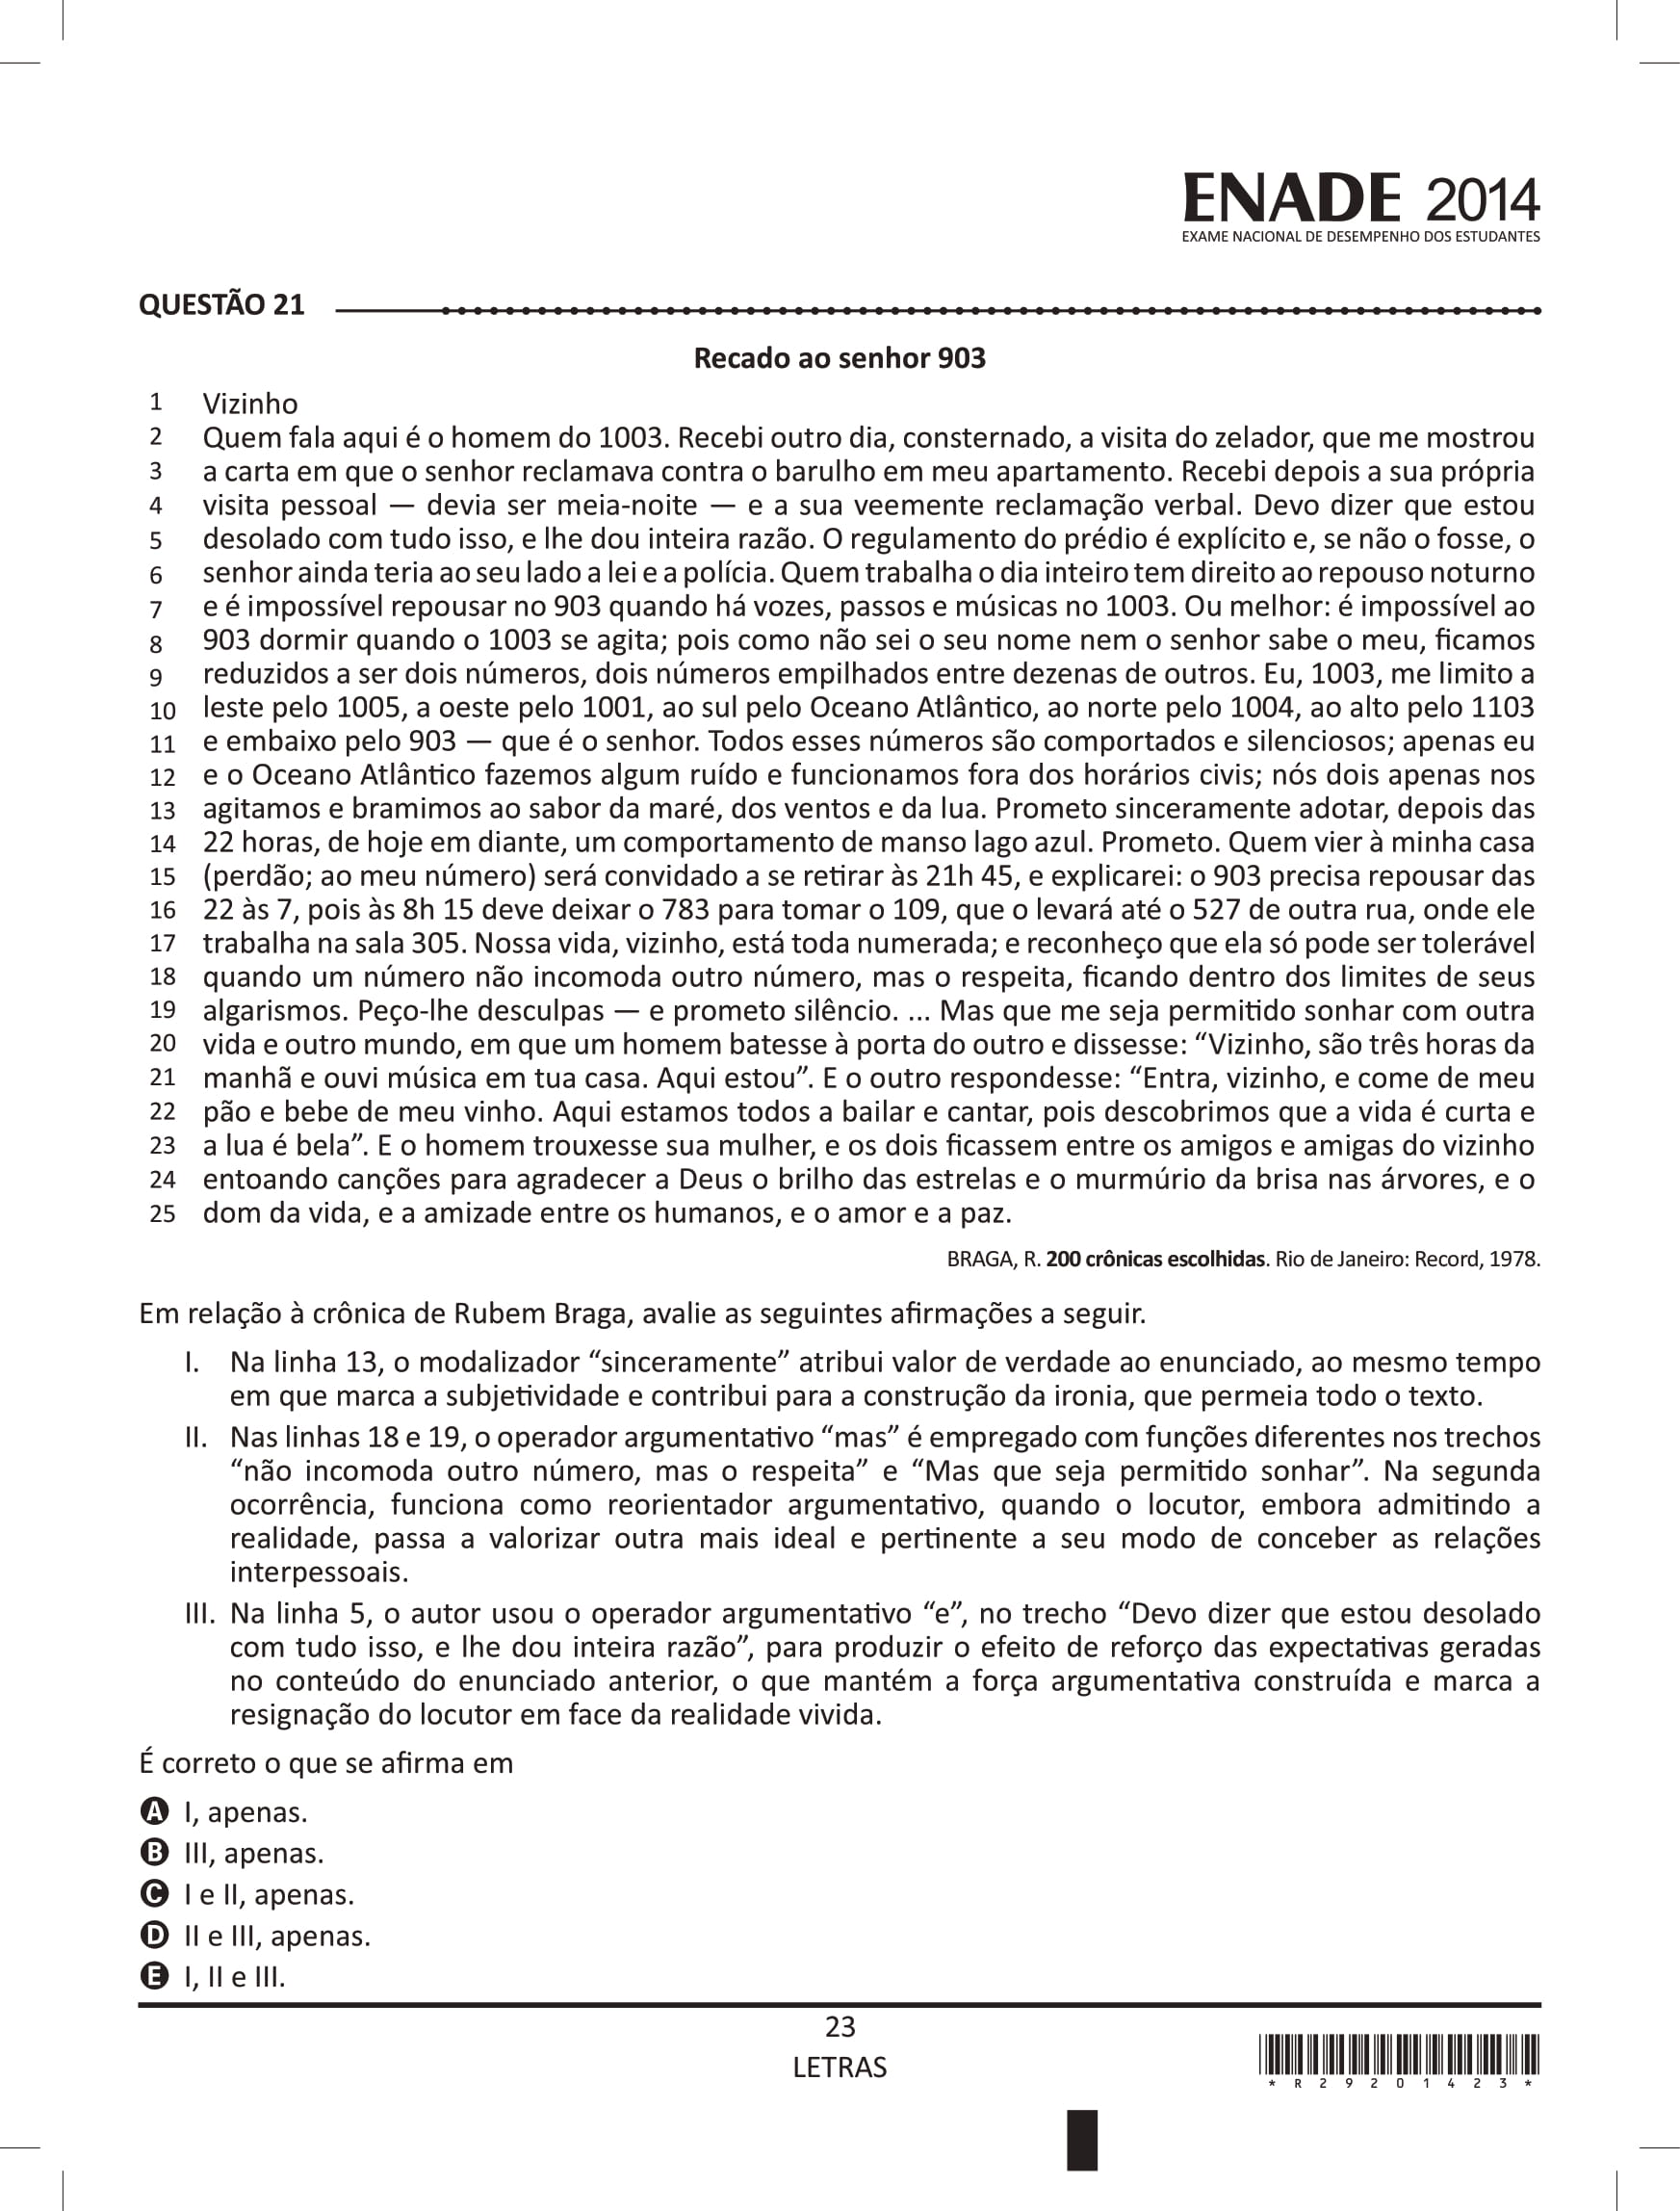 ENADE 2014
EXAME NACIONAL DE DESEMPENHO DOS ESTUDANTES
QUESTÃO 21
Recado ao senhor 903
1 Vizinho
2 Quem fala aqui é o homem do 1003. Recebi outro dia, consternado, a visita do zelador, que me mostrou
3 a carta em que o senhor reclamava contra o barulho em meu apartamento. Recebi depois a sua própria
4 visita pessoal — devia ser meia-noite — e a sua veemente reclamação verbal. Devo dizer que estou
5 desolado com tudo isso, e lhe dou inteira razão. O regulamento do prédio é explícito e, se não o fosse, o
6 senhor ainda teria ao seu lado a lei e a polícia. Quem trabalha o dia inteiro tem direito ao repouso noturno
7 e é impossível repousar no 903 quando há vozes, passos e músicas no 1003. Ou melhor: é impossível ao
8 903 dormir quando o 1003 se agita; pois como não sei o seu nome nem o senhor sabe o meu, ficamos
9 reduzidos a ser dois números, dois números empilhados entre dezenas de outros. Eu, 1003, me limito a
10 leste pelo 1005, a oeste pelo 1001, ao sul pelo Oceano Atlântico, ao norte pelo 1004, ao alto pelo 1103
11 e embaixo pelo 903 — que é o senhor. Todos esses números são comportados e silenciosos; apenas eu
12 e o Oceano Atlântico fazemos algum ruído e funcionamos fora dos horários civis; nós dois apenas nos
13 agitamos e bramimos ao sabor da maré, dos ventos e da lua. Prometo sinceramente adotar, depois das
14 22 horas, de hoje em diante, um comportamento de manso lago azul. Prometo. Quem vier à minha casa
15 (perdão; ao meu número) será convidado a se retirar às 21h 45, e explicarei: o 903 precisa repousar das
16 22 às 7, pois às 8h 15 deve deixar o 783 para tomar o 109, que o levará até o 527 de outra rua, onde ele
17 trabalha na sala 305. Nossa vida, vizinho, está toda numerada; e reconheço que ela só pode ser tolerável
18 quando um número não incomoda outro número, mas o respeita, ficando dentro dos limites de seus
19 algarismos. Peço-lhe desculpas — e prometo silêncio. ... Mas que me seja permitido sonhar com outra
20 vida e outro mundo, em que um homem batesse à porta do outro e dissesse: “Vizinho, são três horas da
21 manhã e ouvi música em tua casa. Aqui estou”. E o outro respondesse: “Entra, vizinho, e come de meu
22 pão e bebe de meu vinho. Aqui estamos todos a bailar e cantar, pois descobrimos que a vida é curta e
23 a lua é bela”. E o homem trouxesse sua mulher, e os dois ficassem entre os amigos e amigas do vizinho
24 entoando canções para agradecer a Deus o brilho das estrelas e o murmúrio da brisa nas árvores, e o
25 dom da vida, e a amizade entre os humanos, e o amor e a paz.
BRAGA, R. 200 crônicas escolhidas. Rio de Janeiro: Record, 1978.
Em relação à crônica de Rubem Braga, avalie as seguintes afirmações a seguir.
I. Na linha 13, o modalizador “sinceramente” atribui valor de verdade ao enunciado, ao mesmo tempo
em que marca a subjetividade e contribui para a construção da ironia, que permeia todo o texto.
II. Nas linhas 18 e 19, o operador argumentativo “mas” é empregado com funções diferentes nos trechos
“não incomoda outro número, mas o respeita” e “Mas que seja permitido sonhar”. Na segunda
ocorrência, funciona como reorientador argumentativo, quando o locutor, embora admitindo a
realidade, passa a valorizar outra mais ideal e pertinente a seu modo de conceber as relações
interpessoais.
III. Na linha 5, o autor usou o operador argumentativo “e”, no trecho “Devo dizer que estou desolado
com tudo isso, e lhe dou inteira razão”, para produzir o efeito de reforço das expectativas geradas
no conteúdo do enunciado anterior, o que mantém a força argumentativa construída e marca a
resignação do locutor em face da realidade vivida.
É correto o que se afirma em
A I, apenas.
B III, apenas.
C I e II, apenas.
D II e III, apenas.
E I, II e III.
23
LETRAS
*R29201423*